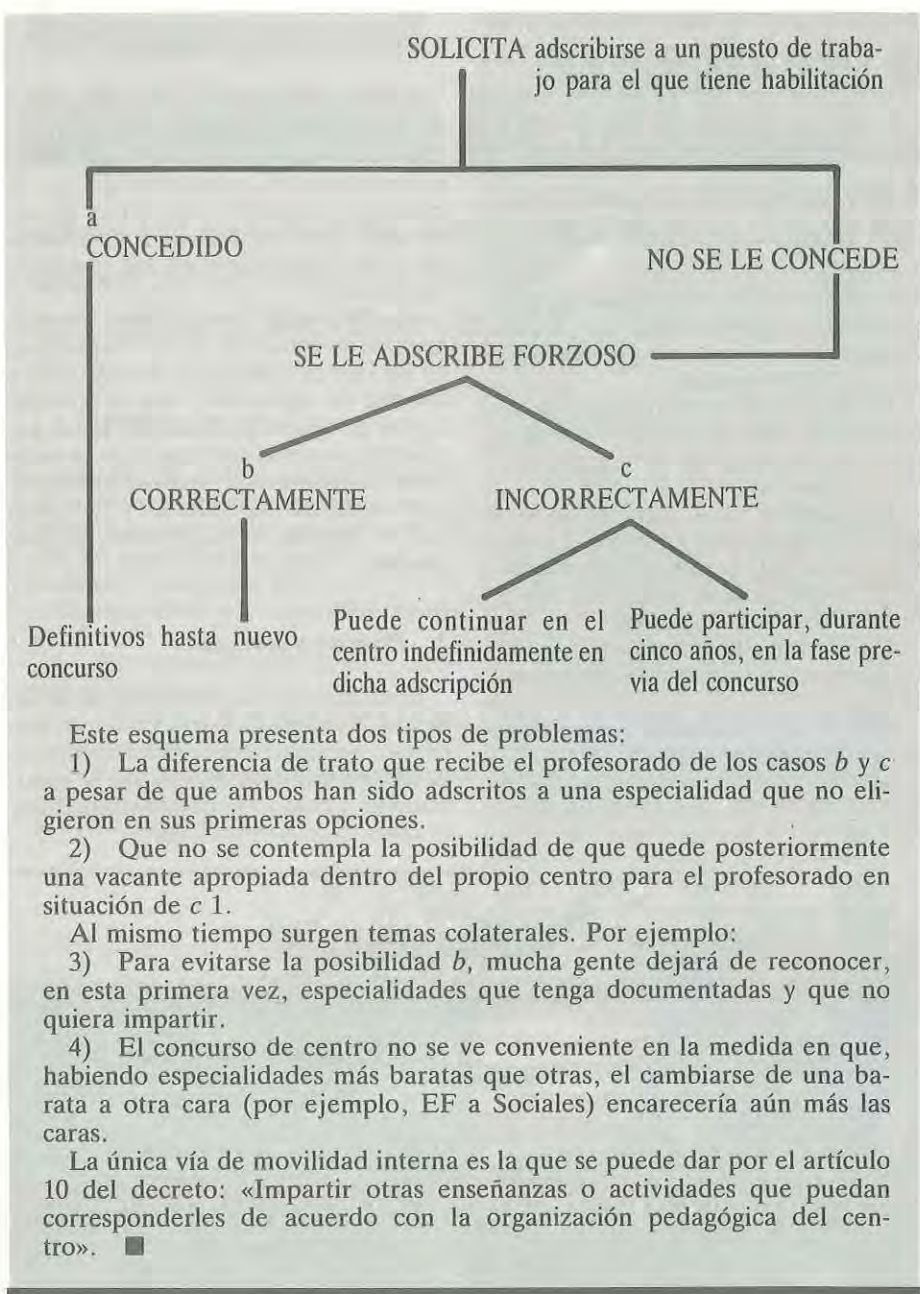 SOLICITA adscribirse a un puesto de traba-
jo para el que tiene habilitación
a
CONCEDIDO
NO SE LE CONCEDE
SE LE ADSCRIBE FORZOSO
b
CORRECTAMENTE
c
INCORRECTAMENTE
Definitivos hasta nuevo
concurso
Puede continuar en el
centro indefinidamente en
dicha adscripción
Puede participar, durante
cinco años, en la fase pre-
via del concurso
Este esquema presenta dos tipos de problemas:
1) La diferencia de trato que recibe el profesorado de los casos b y c
a pesar de que ambos han sido adscritos a una especialidad que no eli-
gieron en sus primeras opciones.
2) Que no se contempla la posibilidad de que quede posteriormente
una vacante apropiada dentro del propio centro para el profesorado en
situación de c 1.
Al mismo tiempo surgen temas colaterales. Por ejemplo:
3) Para evitarse la posibilidad b, mucha gente dejará de reconocer,
en esta primera vez, especialidades que tenga documentadas y que no
quiera impartir.
4) El concurso de centro no se ve conveniente en la medida en que,
habiendo especialidades más baratas que otras, el cambiarse de una ba-
rata a otra cara (por ejemplo, EF a Sociales) encarecería aún más las
caras.
La única vía de movilidad interna es la que se puede dar por el artículo
10 del decreto: «Impartir otras enseñanzas o actividades que puedan
corresponderles de acuerdo con la organización pedagógica del cen-
tro». ■